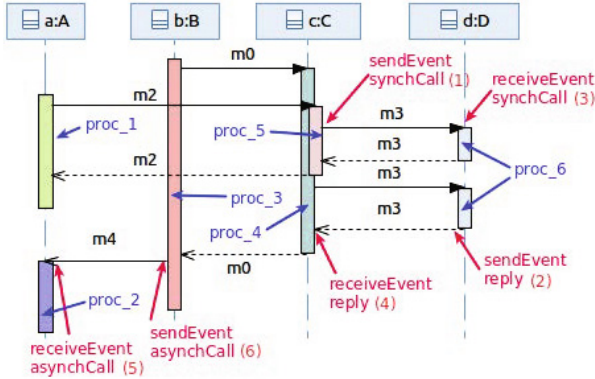 a:A
b:B
c:C
d:D
m0
sendEvent
synchCall (1)
receiveEvent
synchCall (3)
m2
proc_1
proc_5
m3
m3
m2
proc_6
m3
proc_3
m3
proc_4
m4
m0
sendEvent
reply (2)
receiveEvent
reply (4)
proc_2
sendEvent
asynchCall (6)
receiveEvent
asynchCall (5)